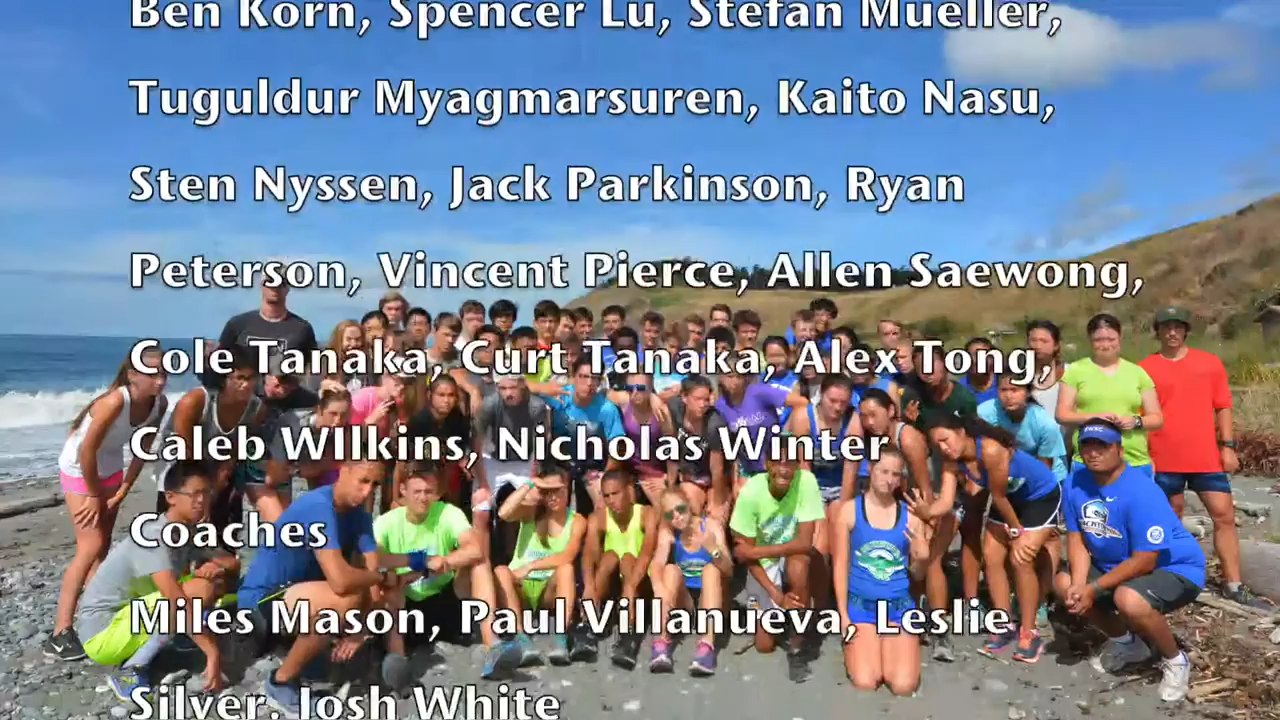 Ben Korn, Spencer Lu, Stefan Mueller,
Tuguldur Myagmarsuren, Kaito Nasu,
Sten Nyssen, Jack Parkinson, Ryan
Peterson, Vincent Pierce, Allen Saewong,
Cole Tanaka, Curt Tanaka, Alex Tong,
Caleb WIlkins, Nicholas Winter
Coaches
Miles Mason, Paul Villanueva, Leslie
Silver, Josh White